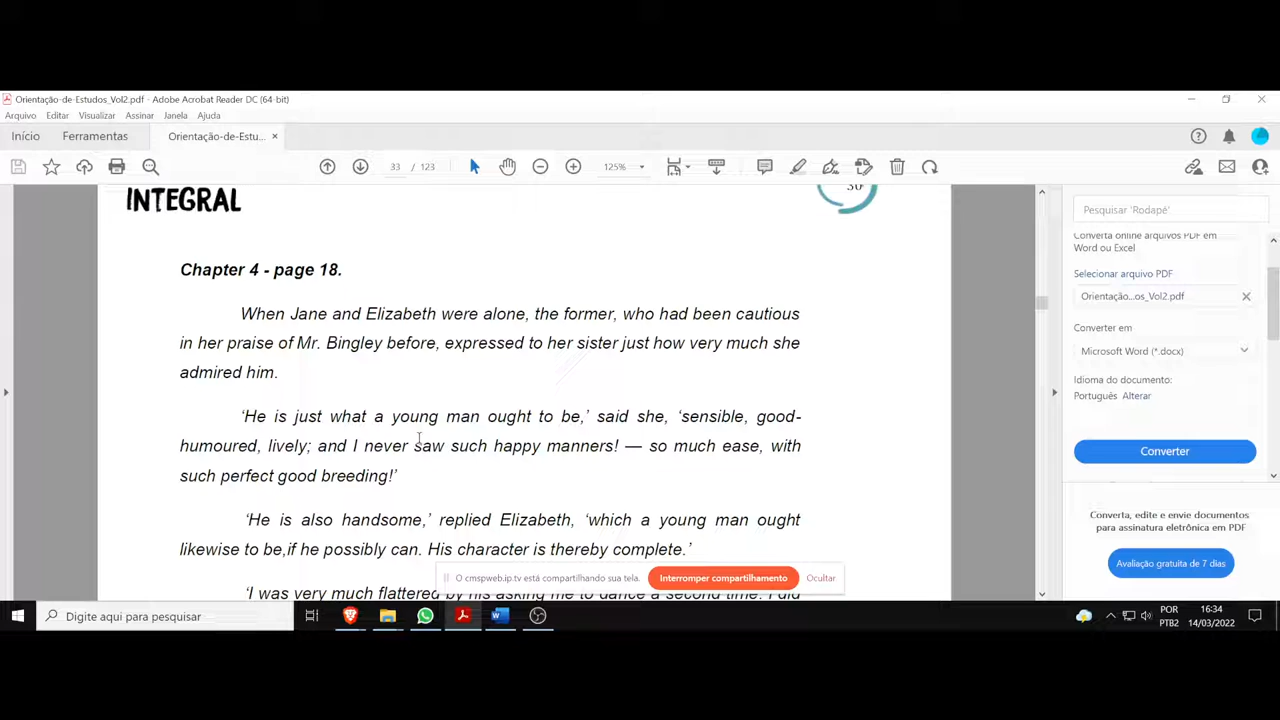 Orientação-de-Estudos_Vol2.pdf - Adobe Acrobat Reader DC (64-bit)
Arquivo Editar Visualizar Assinar Janela Ajuda
Início Ferramentas Orientação-de-Estu... ×
33 / 123 125%
INTEGRAL
30
Chapter 4 - page 18.
When Jane and Elizabeth were alone, the former, who had been cautious
in her praise of Mr. Bingley before, expressed to her sister just how very much she
admired him.
‘He is just what a young man ought to be,’ said she, ‘sensible, good-
humoured, lively; and I never saw such happy manners! — so much ease, with
such perfect good breeding!’
‘He is also handsome,’ replied Elizabeth, ‘which a young man ought
likewise to be,if he possibly can. His character is thereby complete.’
‘I was very much flattered by his asking me to dance a second time. I did
O cmspweb.ip.tv está compartilhando sua tela. Interromper compartilhamento Ocultar
Pesquisar 'Rodapé'
Converta online arquivos PDF em
Word ou Excel
Selecionar arquivo PDF
Orientação...os_Vol2.pdf
Converter em
Microsoft Word (*.docx)
Idioma do documento:
Português Alterar
Converter
Converta, edite e envie documentos
para assinatura eletrônica em PDF
Avaliação gratuita de 7 dias
Digite aqui para pesquisar
POR
PTB2
16:34
14/03/2022